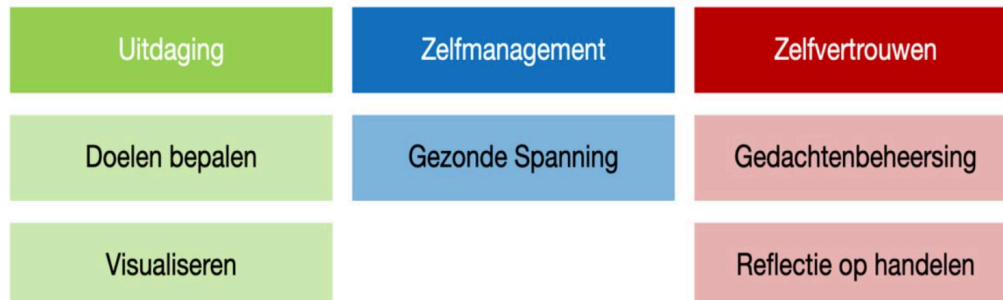 Uitdaging
Zelfmanagement
Zelfvertrouwen
Doelen bepalen
Gezonde Spanning
Gedachtenbeheersing
Visualiseren
Reflectie op handelen